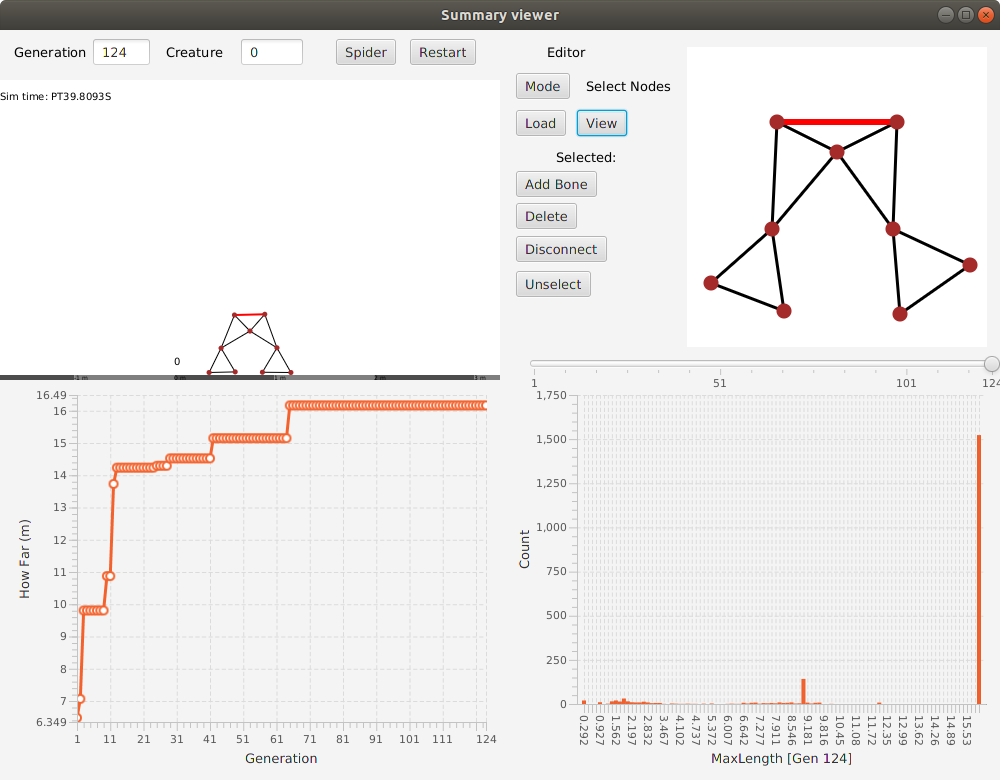 Summary viewer
Generation 124 Creature 0 Spider Restart
Editor
Mode Select Nodes
Load View
Selected:
Add Bone
Delete
Disconnect
Unselect
Sim time: PT39.8093S
0
1 51 101 124
16.49
16
15
14
13
12
11
10
9
8
7
6.349
How Far (m)
1 11 21 31 41 51 61 71 81 91 101 111 124
Generation
1,750
1,500
1,250
1,000
750
500
250
0
Count
0.292 0.927 1.562 2.197 2.832 3.467 4.102 4.737 5.372 6.007 6.642 7.277 7.911 8.546 9.181 9.816 10.45 11.08 11.72 12.35 12.99 13.62 14.26 14.89 15.53
MaxLength [Gen 124]